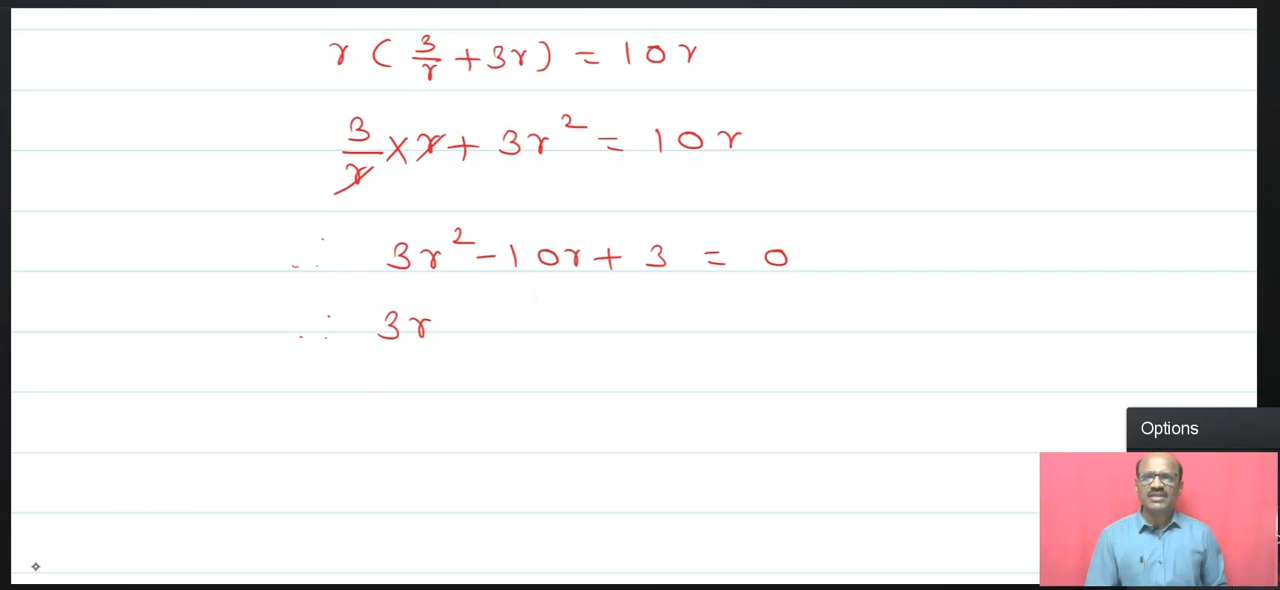 r ( 3/r + 3r ) = 10r
3/r × r + 3r² = 10r
∴ 3r² - 10r + 3 = 0
∴ 3r
Options